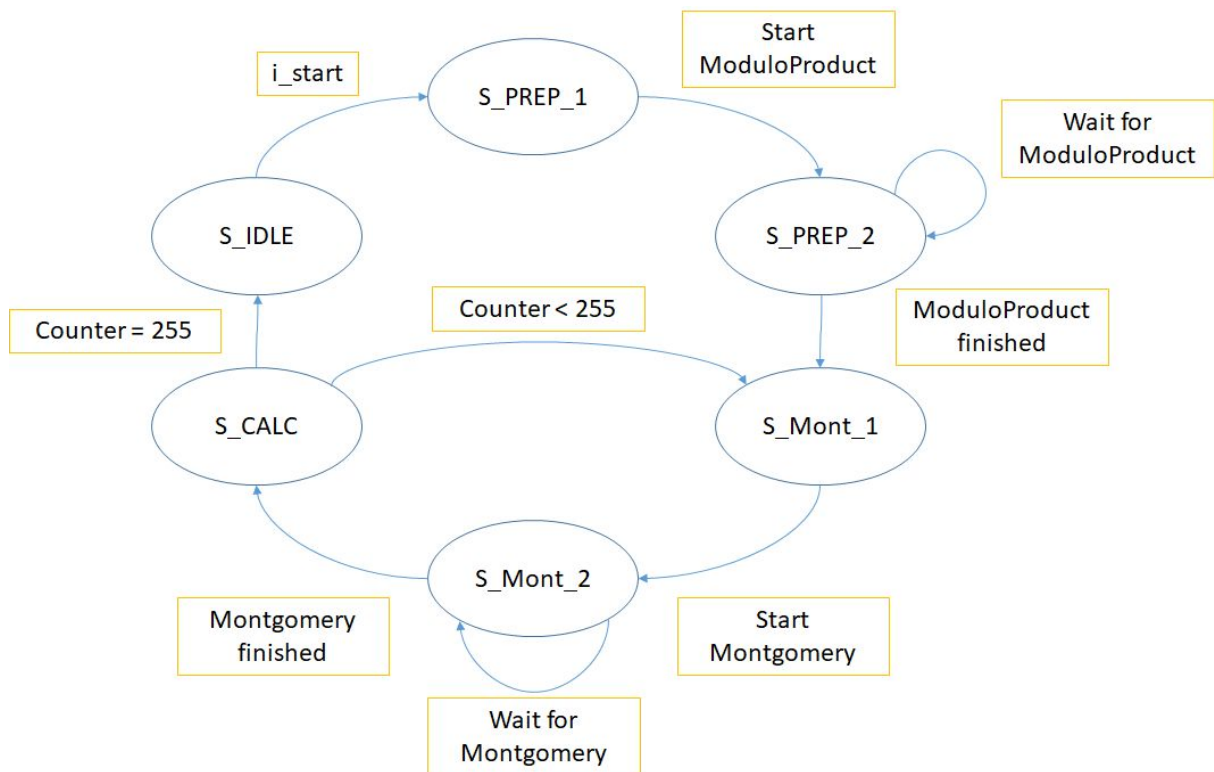 Start
ModuloProduct
i_start
S_PREP_1
Wait for
ModuloProduct
S_IDLE
S_PREP_2
Counter = 255
Counter < 255
ModuloProduct
finished
S_CALC
S_Mont_1
S_Mont_2
Montgomery
finished
Start
Montgomery
Wait for
Montgomery